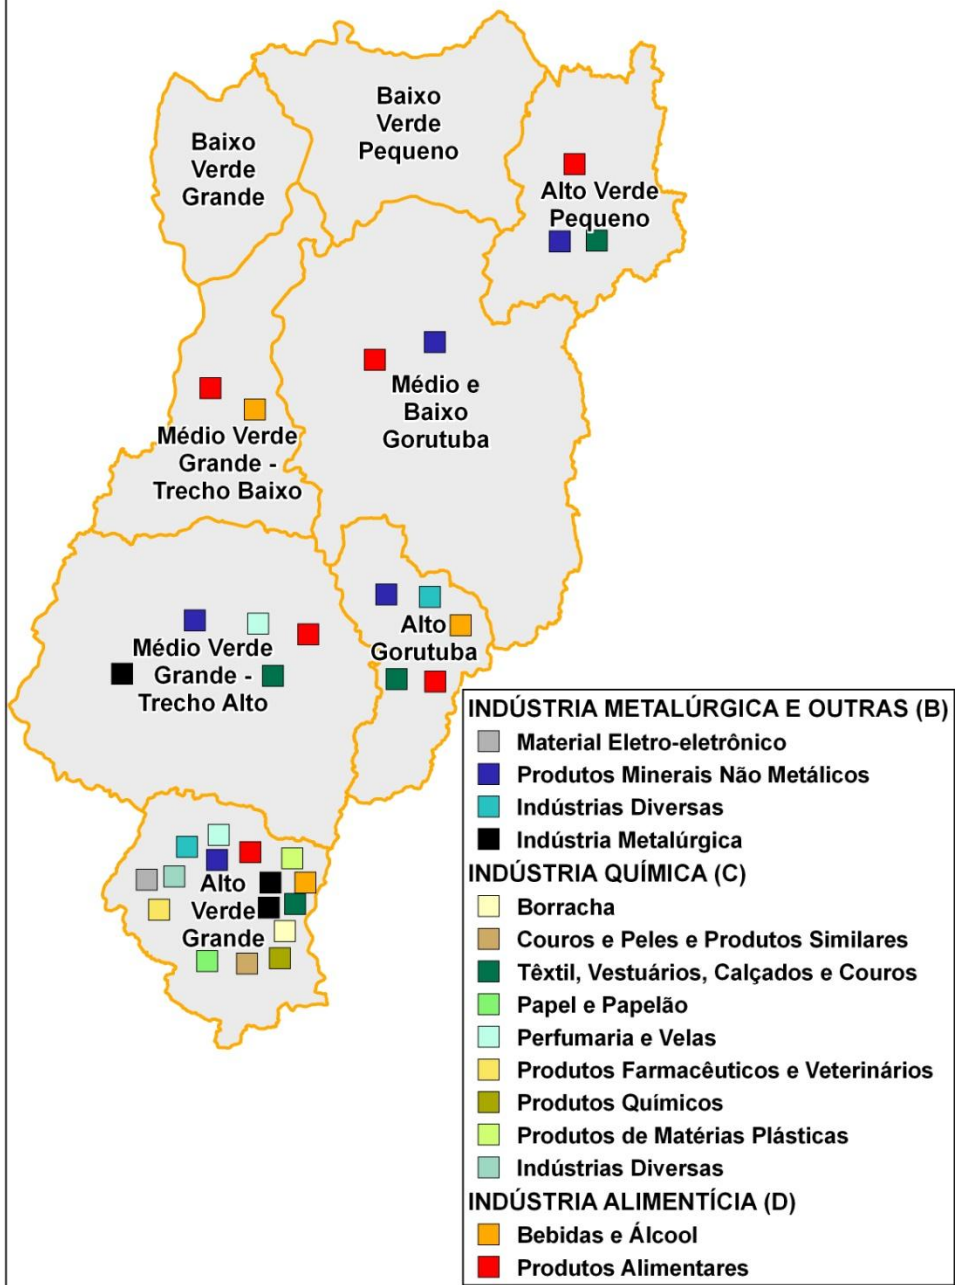 Baixo
Verde
Pequeno
Baixo
Verde
Grande
Alto Verde
Pequeno
Médio e
Baixo
Gorutuba
Médio Verde
Grande -
Trecho Baixo
Alto
Gorutuba
Médio Verde
Grande -
Trecho Alto
Alto
Verde
Grande
INDÚSTRIA METALÚRGICA E OUTRAS (B)
Material Eletro-eletrônico
Produtos Minerais Não Metálicos
Indústrias Diversas
Indústria Metalúrgica
INDÚSTRIA QUÍMICA (C)
Borracha
Couros e Peles e Produtos Similares
Têxtil, Vestuários, Calçados e Couros
Papel e Papelão
Perfumaria e Velas
Produtos Farmacêuticos e Veterinários
Produtos Químicos
Produtos de Matérias Plásticas
Indústrias Diversas
INDÚSTRIA ALIMENTÍCIA (D)
Bebidas e Álcool
Produtos Alimentares